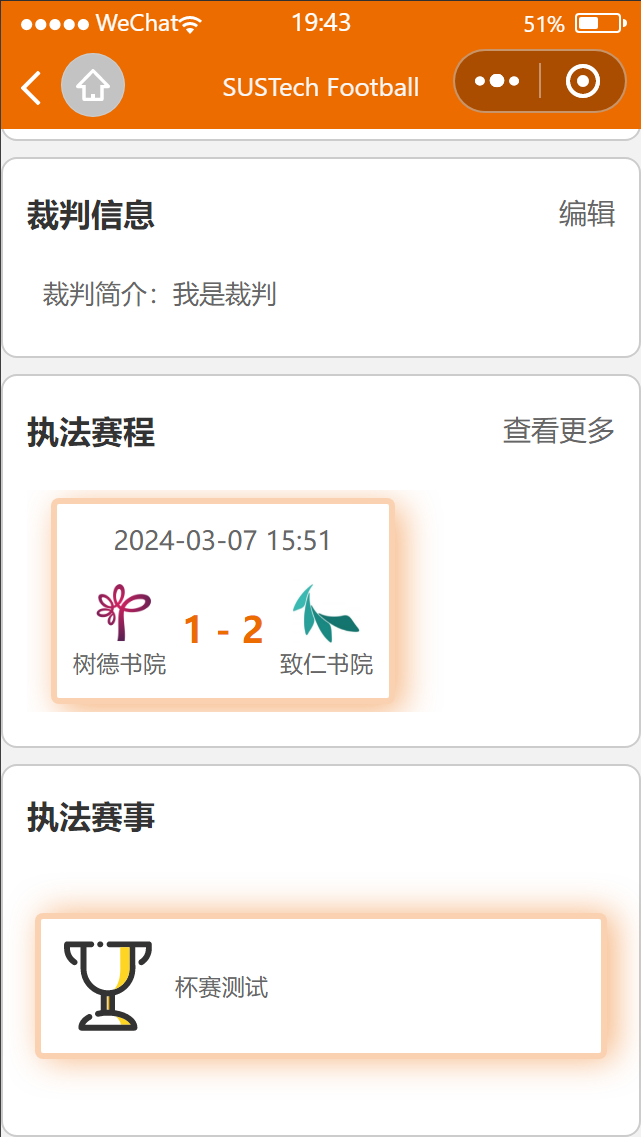 WeChat
19:43
51%
SUSTech Football
裁判信息
编辑
裁判简介：我是裁判
执法赛程
查看更多
2024-03-07 15:51
1 - 2
树德书院
致仁书院
执法赛事
杯赛测试